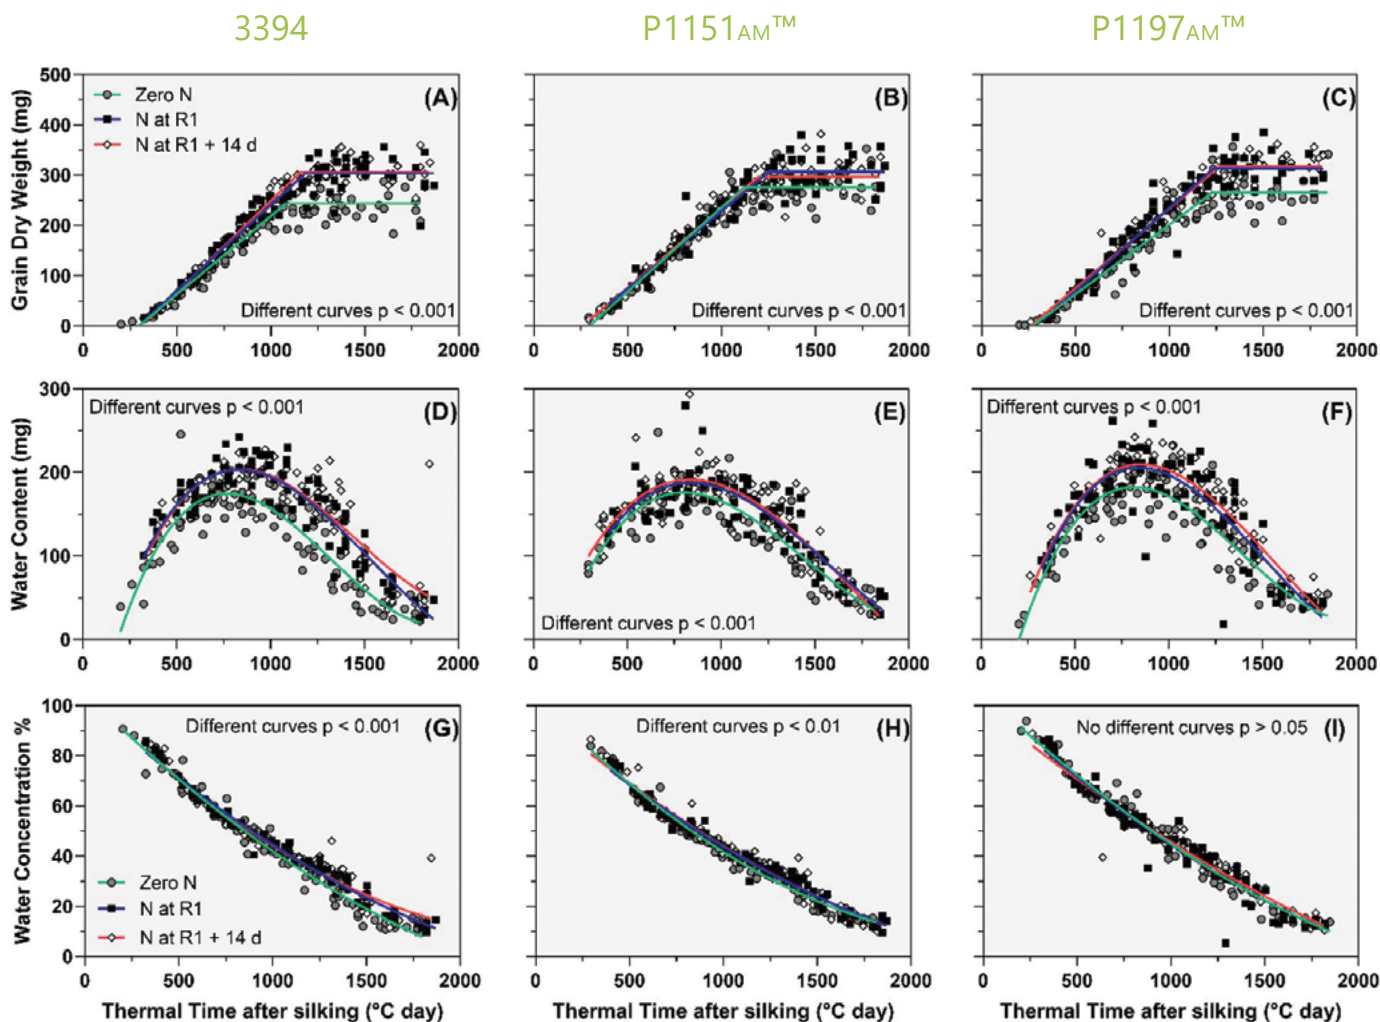 3394 P1151AM™ P1197AM™
Grain Dry Weight (mg)
500 400 300 200 100 0
Zero N
N at R1
N at R1 + 14 d
(A) (B) (C)
Different curves p < 0.001 Different curves p < 0.001 Different curves p < 0.001
0 500 1000 1500 2000 0 500 1000 1500 2000 0 500 1000 1500 2000
Water Content (mg)
300 200 100 0
Different curves p < 0.001 (D) (E) Different curves p < 0.001 (F)
Different curves p < 0.001
0 500 1000 1500 2000 0 500 1000 1500 2000 0 500 1000 1500 2000
Water Concentration %
100 80 60 40 20 0
Different curves p < 0.001 (G) Different curves p < 0.01 (H) No different curves p > 0.05 (I)
Zero N
N at R1
N at R1 + 14 d
0 500 1000 1500 2000 0 500 1000 1500 2000 0 500 1000 1500 2000
Thermal Time after silking (ºC day) Thermal Time after silking (ºC day) Thermal Time after silking (ºC day)